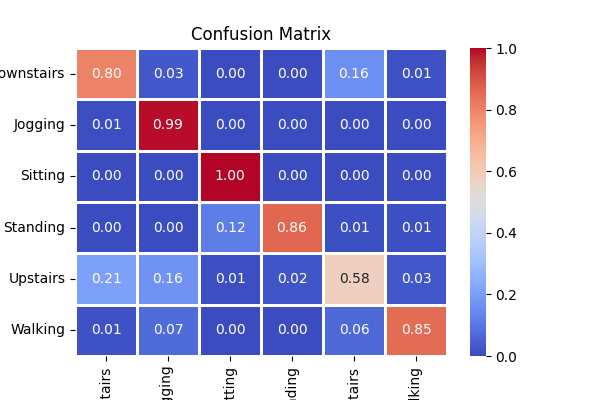 Confusion Matrix
ownstairs 0.80 0.03 0.00 0.00 0.16 0.01
Jogging 0.01 0.99 0.00 0.00 0.00 0.00
Sitting 0.00 0.00 1.00 0.00 0.00 0.00
Standing 0.00 0.00 0.12 0.86 0.01 0.01
Upstairs 0.21 0.16 0.01 0.02 0.58 0.03
Walking 0.01 0.07 0.00 0.00 0.06 0.85
tairs gging tting nding tairs lking
1.0
0.8
0.6
0.4
0.2
0.0